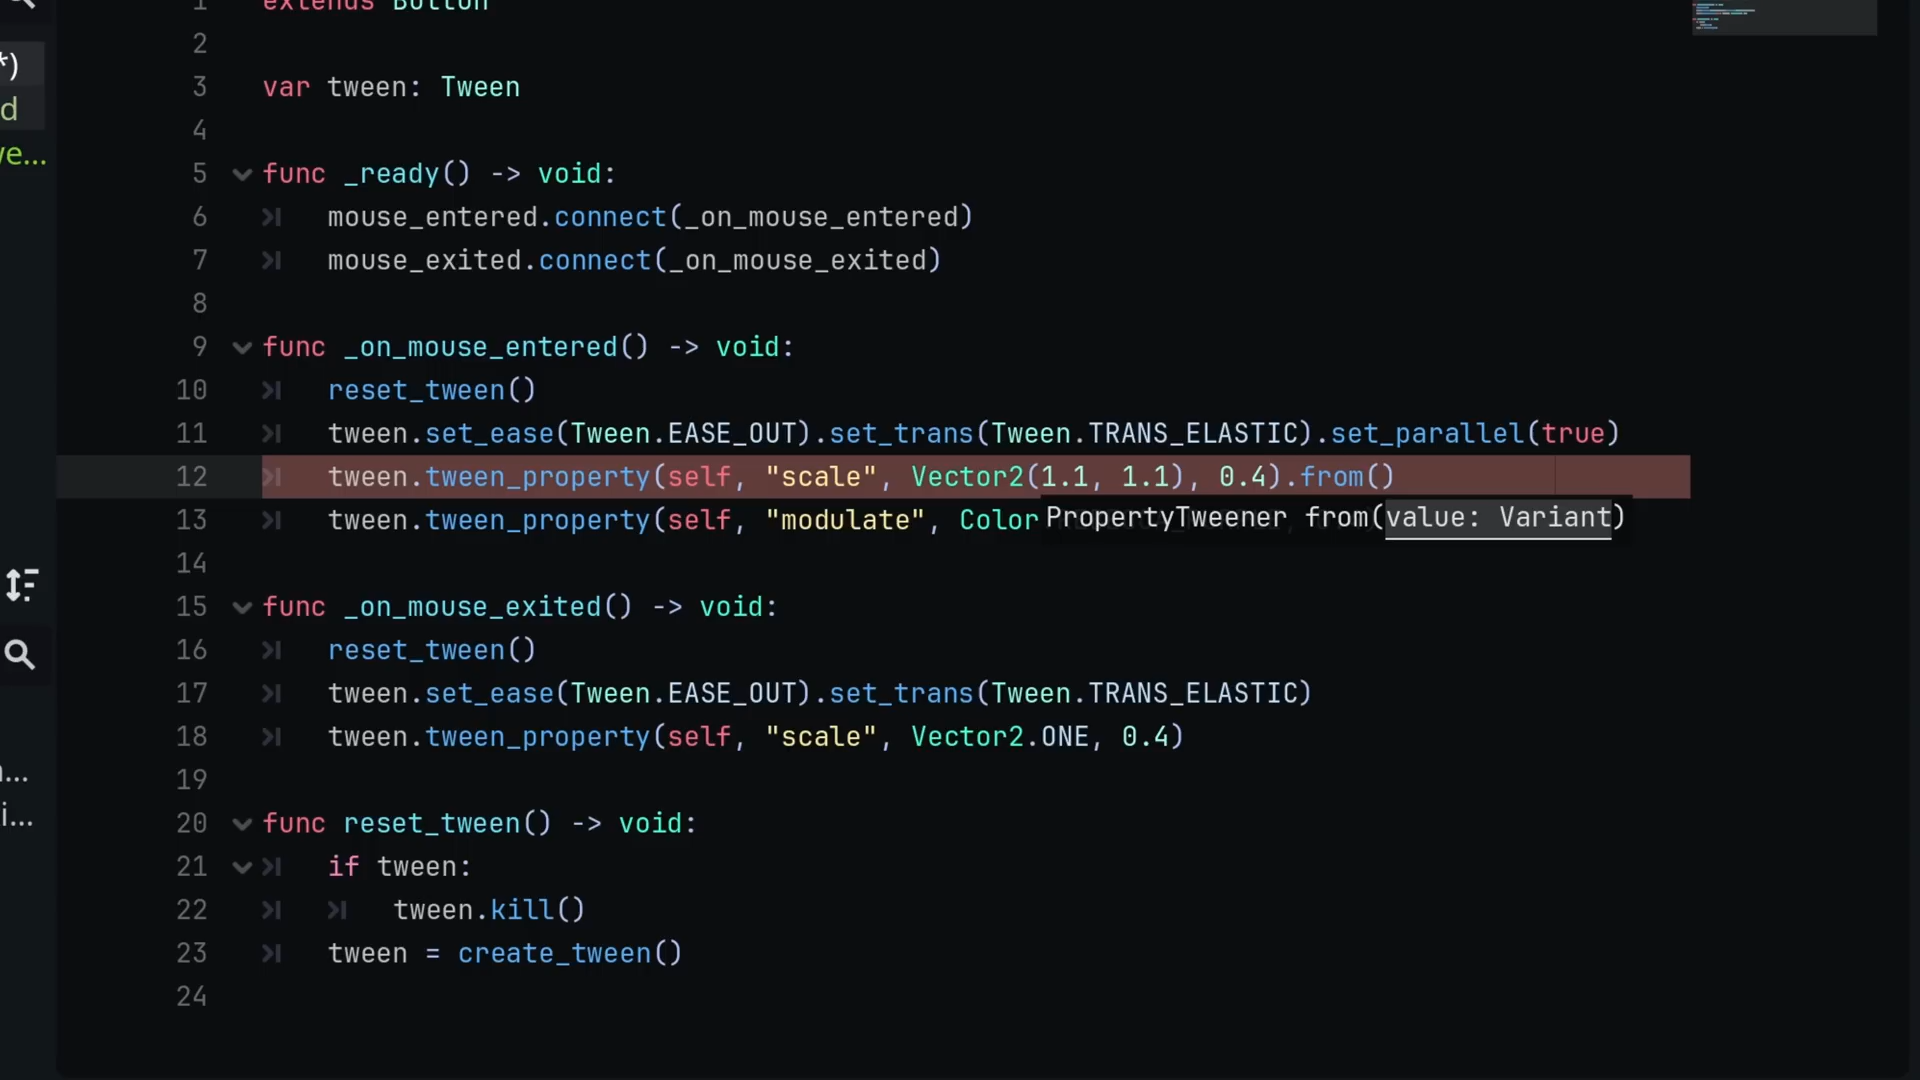 *)
d
we...
n...
i...
1 extends Button
2
3 var tween: Tween
4
5 func _ready() -> void:
6 mouse_entered.connect(_on_mouse_entered)
7 mouse_exited.connect(_on_mouse_exited)
8
9 func _on_mouse_entered() -> void:
10 reset_tween()
11 tween.set_ease(Tween.EASE_OUT).set_trans(Tween.TRANS_ELASTIC).set_parallel(true)
12 tween.tween_property(self, "scale", Vector2(1.1, 1.1), 0.4).from()
13 tween.tween_property(self, "modulate", Color
PropertyTweener from(value: Variant)
14
15 func _on_mouse_exited() -> void:
16 reset_tween()
17 tween.set_ease(Tween.EASE_OUT).set_trans(Tween.TRANS_ELASTIC)
18 tween.tween_property(self, "scale", Vector2.ONE, 0.4)
19
20 func reset_tween() -> void:
21 if tween:
22 tween.kill()
23 tween = create_tween()
24